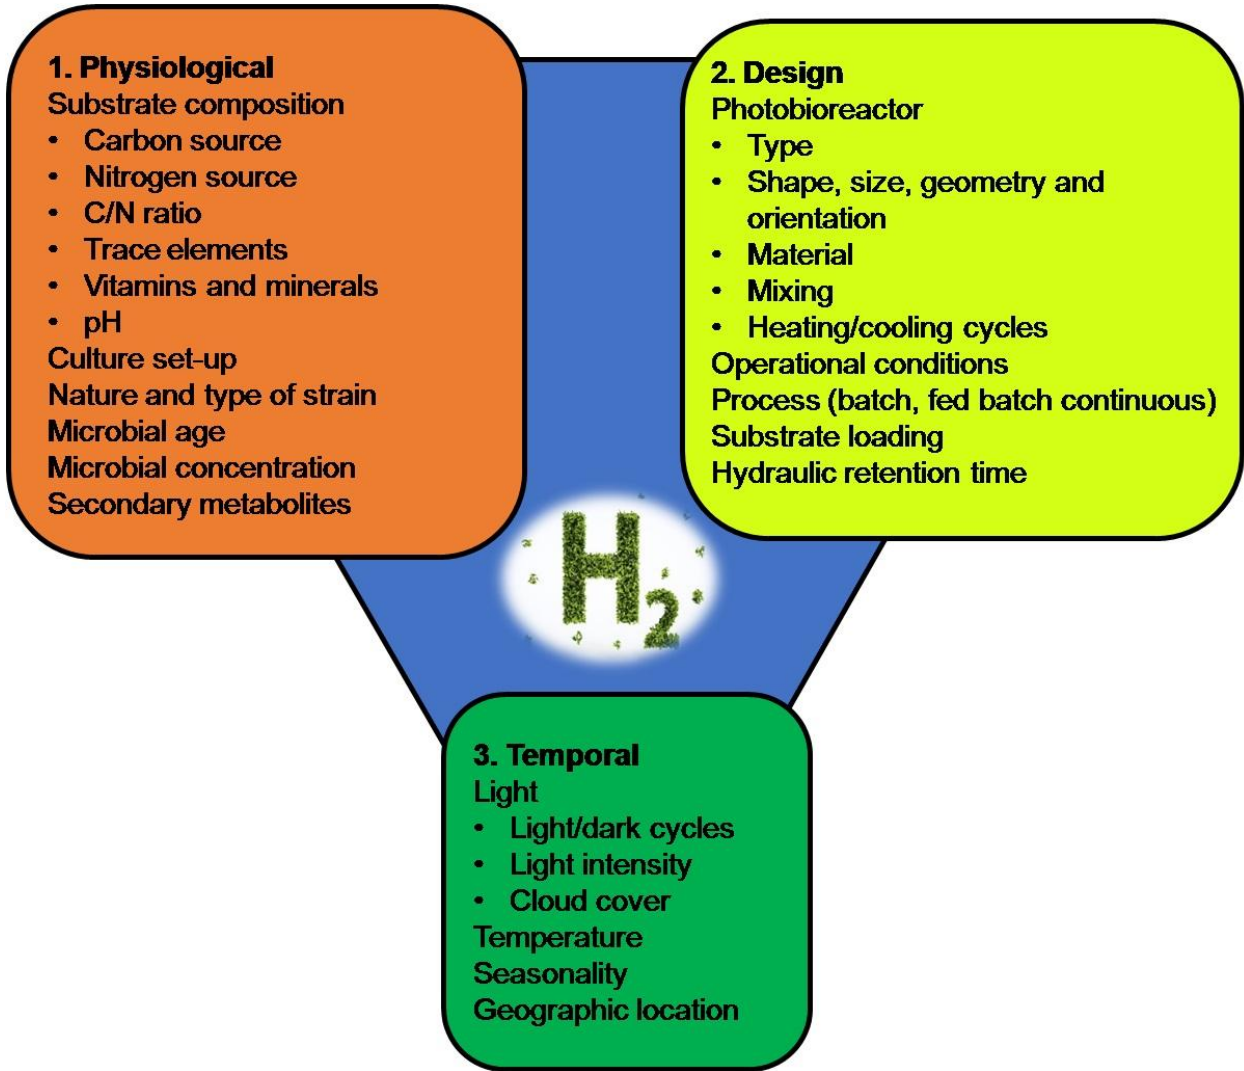 1. Physiological
Substrate composition
• Carbon source
• Nitrogen source
• C/N ratio
• Trace elements
• Vitamins and minerals
• pH
Culture set-up
Nature and type of strain
Microbial age
Microbial concentration
Secondary metabolites
2. Design
Photobioreactor
• Type
• Shape, size, geometry and
orientation
• Material
• Mixing
• Heating/cooling cycles
Operational conditions
Process (batch, fed batch continuous)
Substrate loading
Hydraulic retention time
H2
3. Temporal
Light
• Light/dark cycles
• Light intensity
• Cloud cover
Temperature
Seasonality
Geographic location